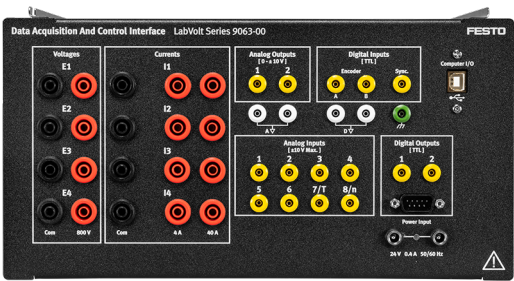 Data Acquisition And Control Interface LabVolt Series 9063-00
FESTO
Voltages
E1
E2
E3
E4
Com 800 V
Currents
I1
I2
I3
I4
Com 4 A 40 A
Analog Outputs
[ 0 - ± 10 V ]
1 2
Digital Inputs
[ TTL ]
Encoder Sync.
A B
Computer I/O
A
D
Analog Inputs
[ ±10 V Max. ]
1 2 3 4
5 6 7/T 8/n
Digital Outputs
[ TTL ]
1 2
Power Input
24 V 0.4 A 50/60 Hz